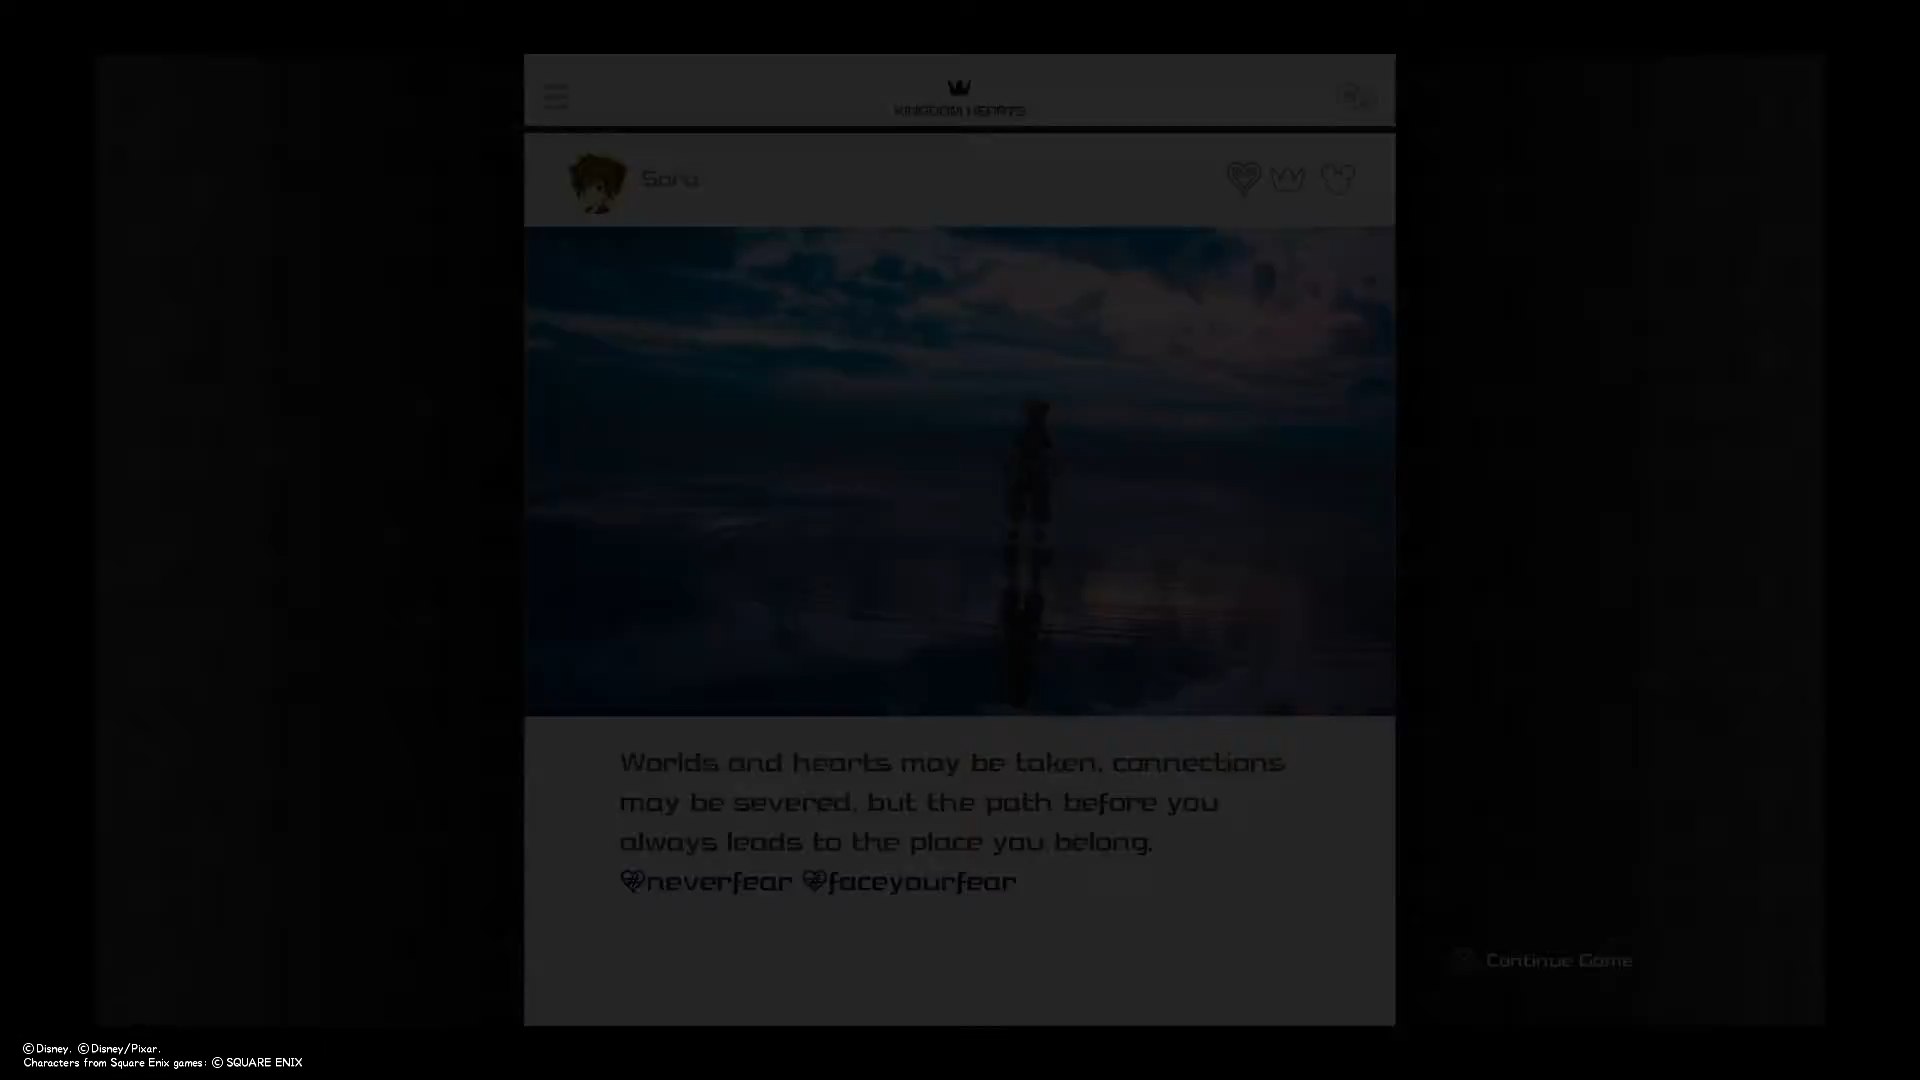 KINGDOM HEARTS
Sora
Worlds and hearts may be taken, connections
may be severed, but the path before you
always leads to the place you belong.
#neverfear #faceyourfear
Continue Game
©Disney. ©Disney/Pixar.
Characters from Square Enix games: © SQUARE ENIX